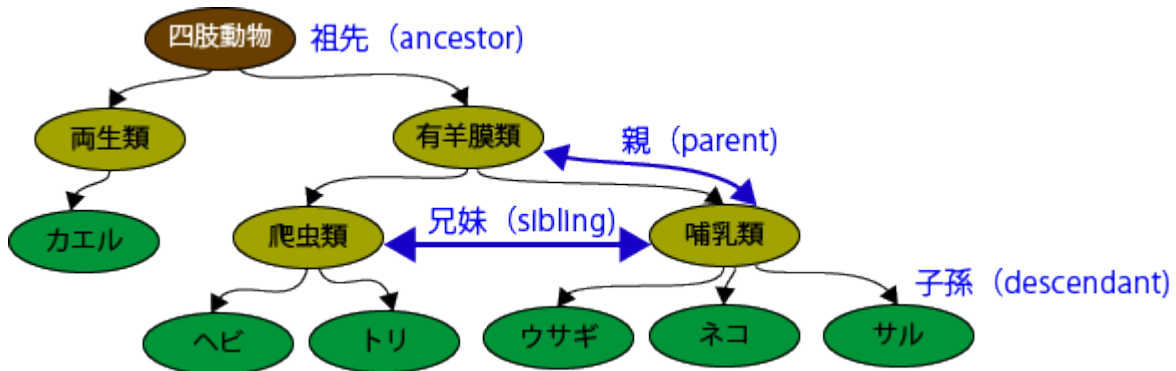 四肢動物 祖先（ancestor)
両生類 有羊膜類 親（parent)
カエル 爬虫類 兄妹（sibling) 哺乳類
子孫（descendant)
ヘビ トリ ウサギ ネコ サル